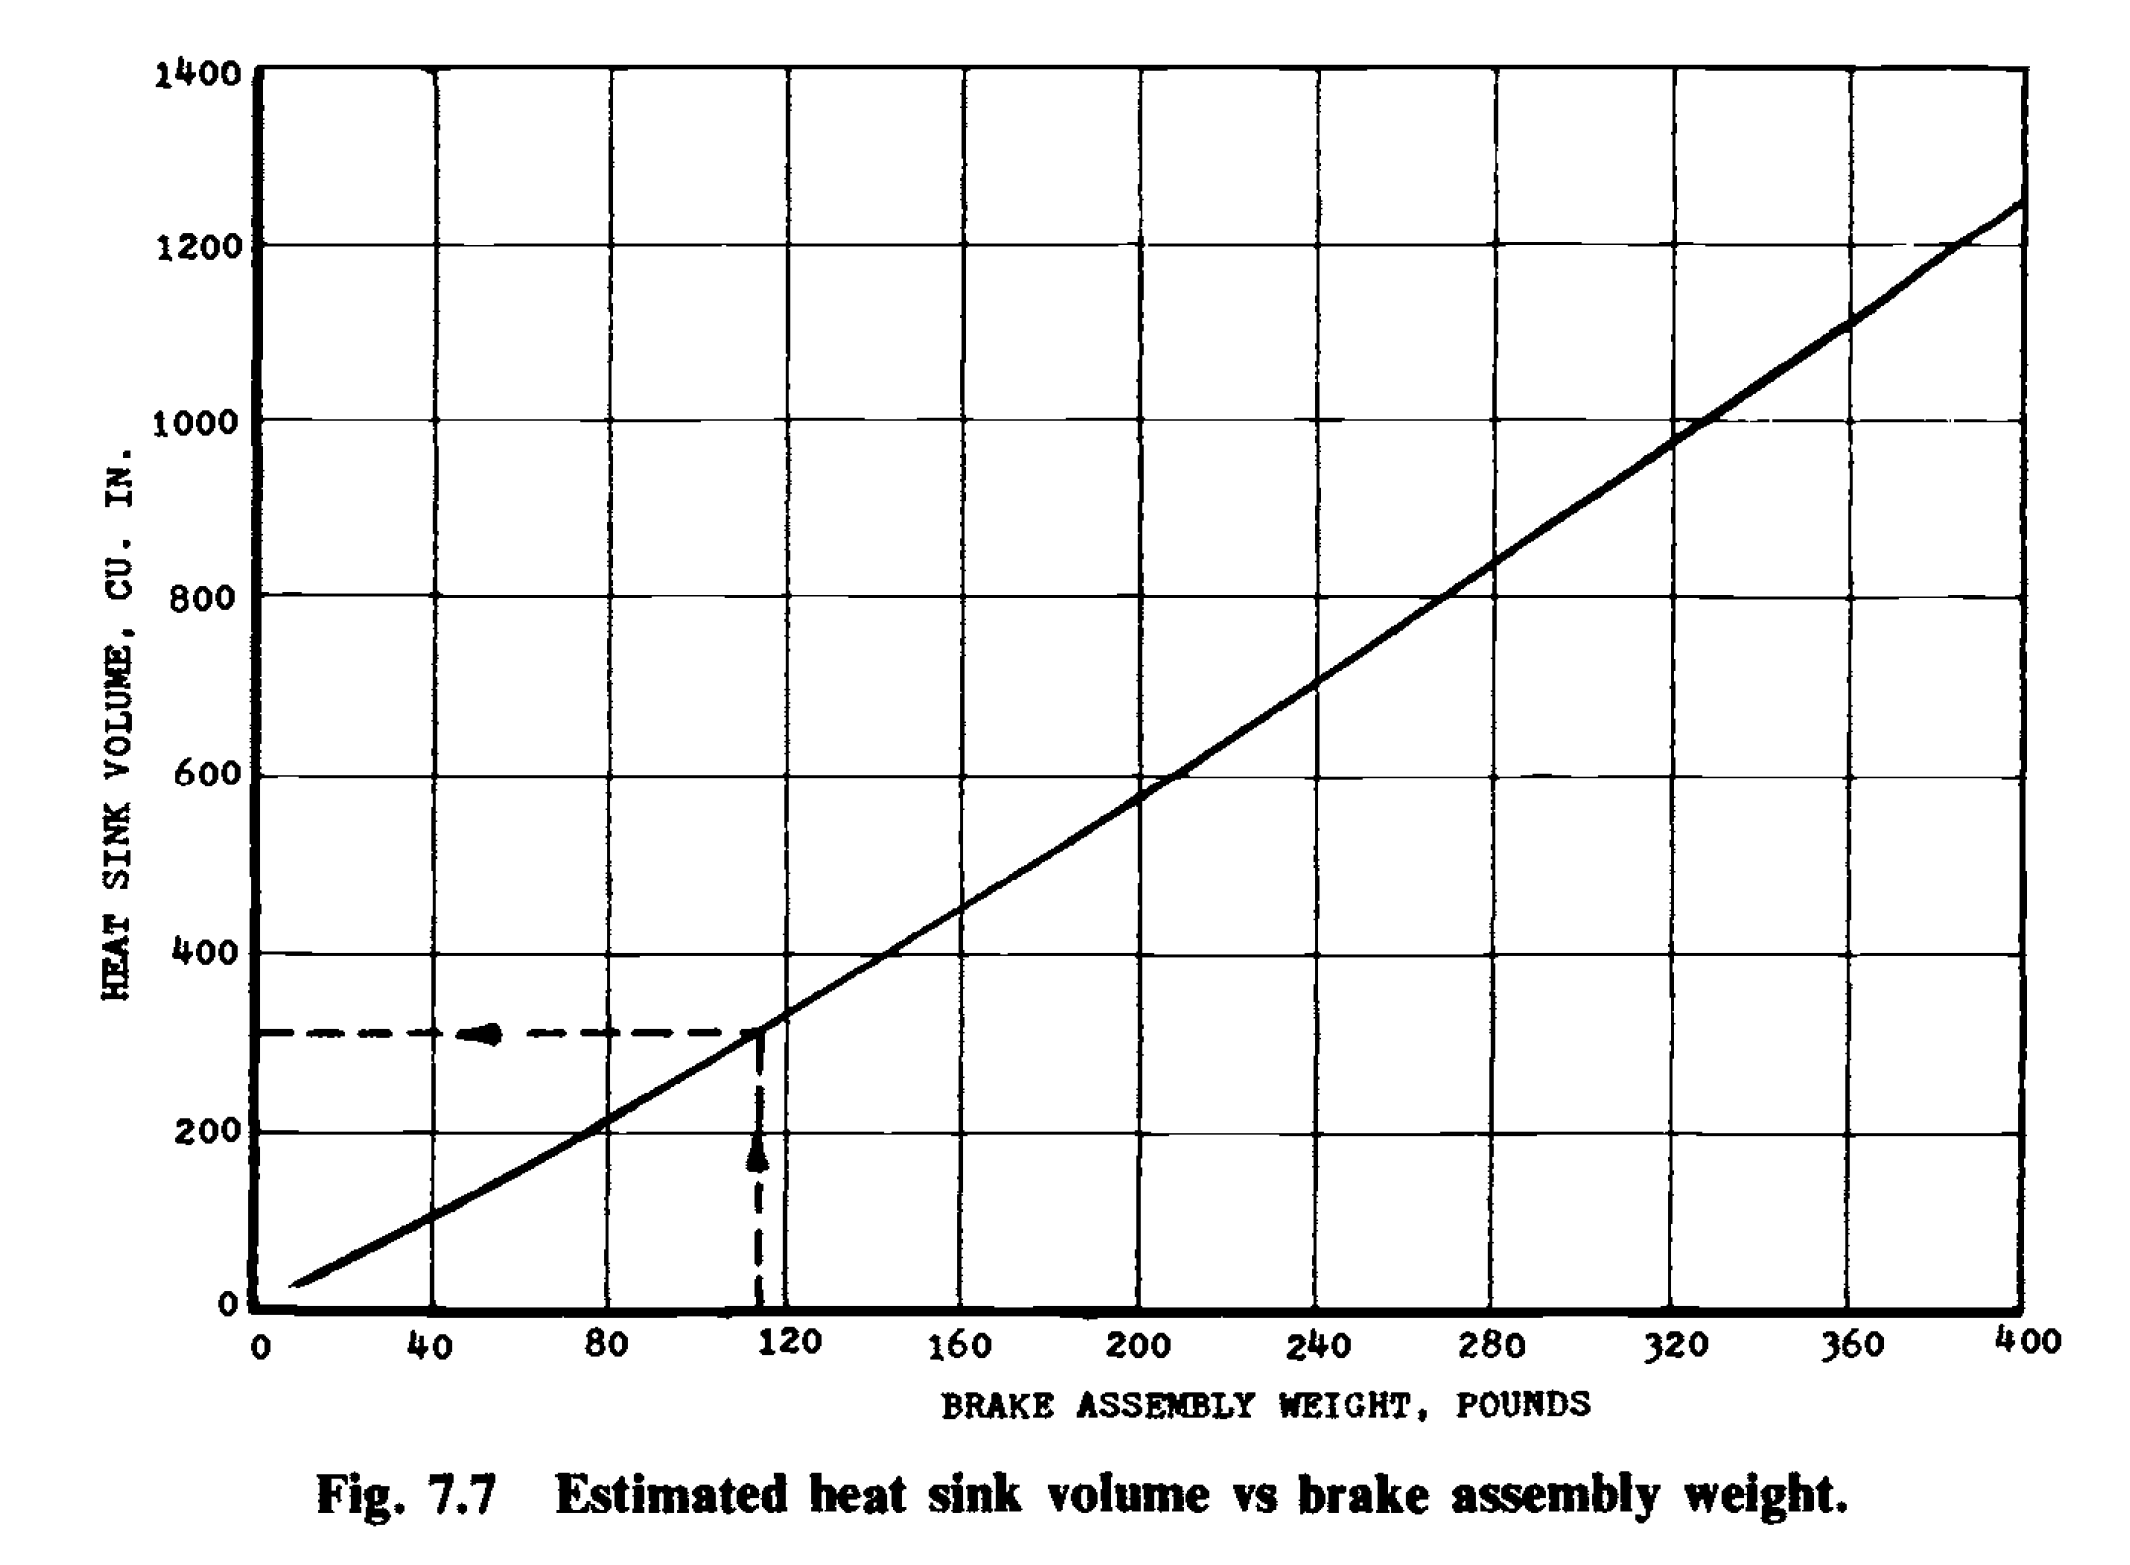 1400
1200
1000
800
600
400
200
0
HEAT SINK VOLUME, CU. IN.
0 40 80 120 160 200 240 280 320 360 400
BRAKE ASSEMBLY WEIGHT, POUNDS
Fig. 7.7 Estimated heat sink volume vs brake assembly weight.